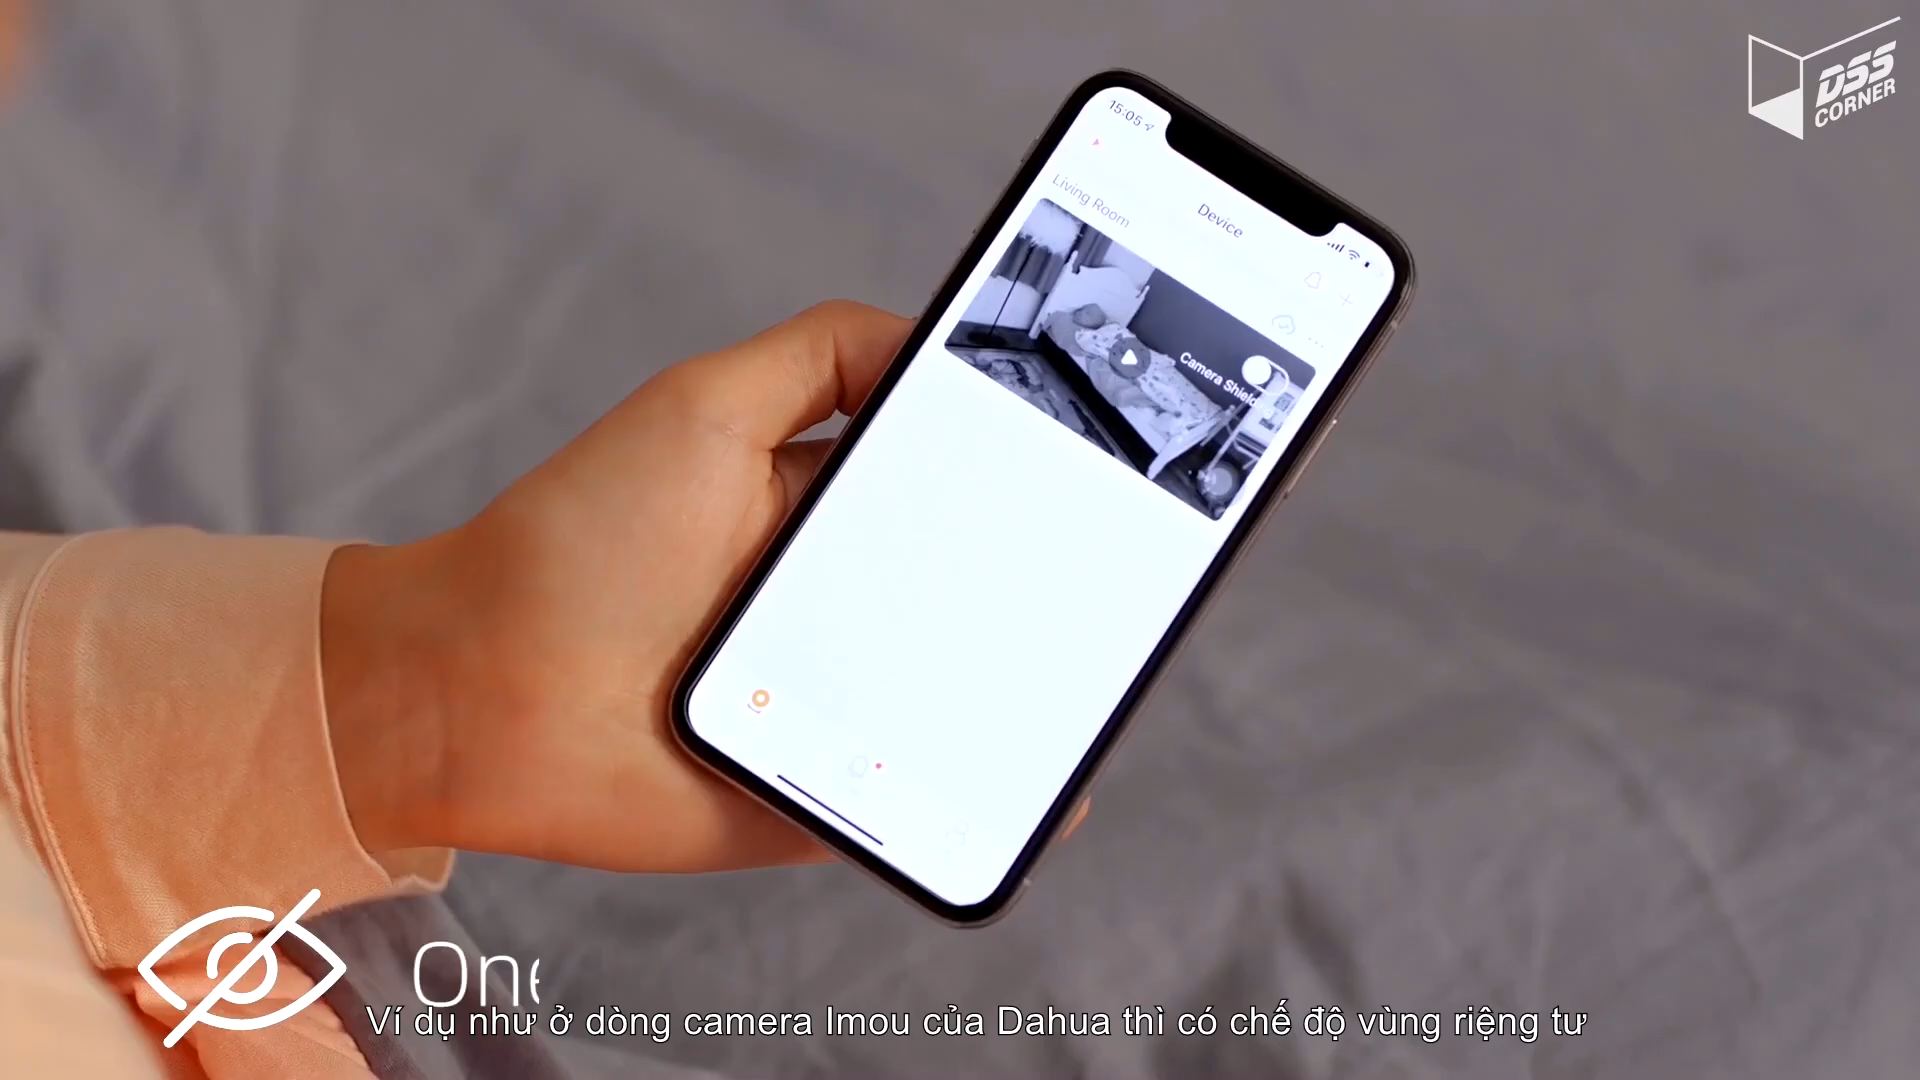 DSS
CORNER
15:05
Living Room
Device
Camera Shield
One
Ví dụ như ở dòng camera Imou của Dahua thì có chế độ vùng riệng tư